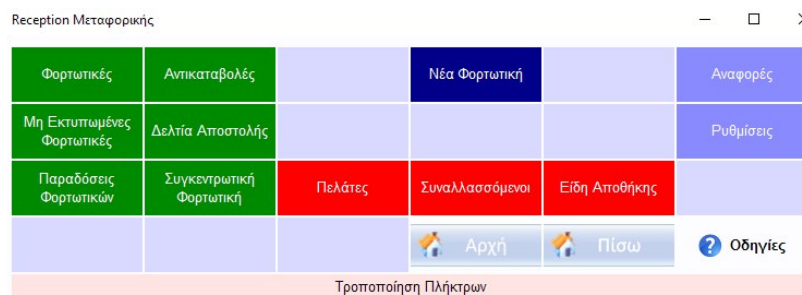 Reception Μεταφορικής
Φορτωτικές
Αντικαταβολές
Νέα Φορτωτική
Αναφορές
Μη Εκτυπωμένες
Φορτωτικές
Δελτία Αποστολής
Ρυθμίσεις
Παραδόσεις
Φορτωτικών
Συγκεντρωτική
Φορτωτική
Πελάτες
Συναλλασσόμενοι
Είδη Αποθήκης
Αρχή
Πίσω
Οδηγίες
Τροποποίηση Πλήκτρων